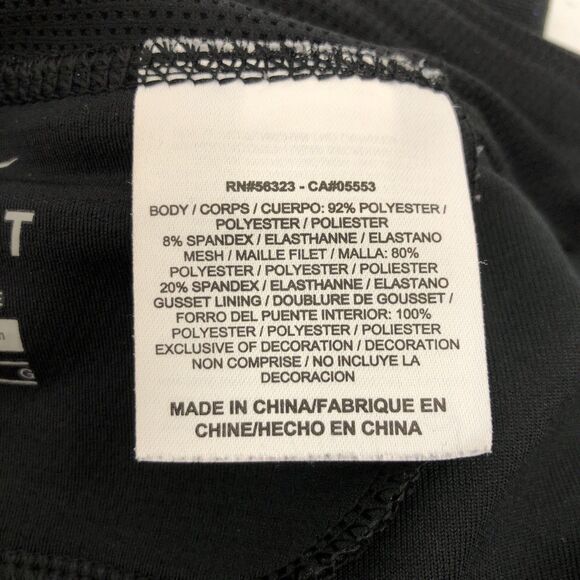 RN#56323 - CA#05553
BODY / CORPS / CUERPO: 92% POLYESTER /
POLYESTER / POLIESTER
8% SPANDEX / ELASTHANNE / ELASTANO
MESH / MAILLE FILET / MALLA: 80%
POLYESTER / POLYESTER / POLIESTER
20% SPANDEX / ELASTHANNE / ELASTANO
GUSSET LINING / DOUBLURE DE GOUSSET /
FORRO DEL PUENTE INTERIOR: 100%
POLYESTER / POLYESTER / POLIESTER
EXCLUSIVE OF DECORATION / DECORATION
NON COMPRISE / NO INCLUYE LA
DECORACION
MADE IN CHINA/FABRIQUE EN
CHINE/HECHO EN CHINA